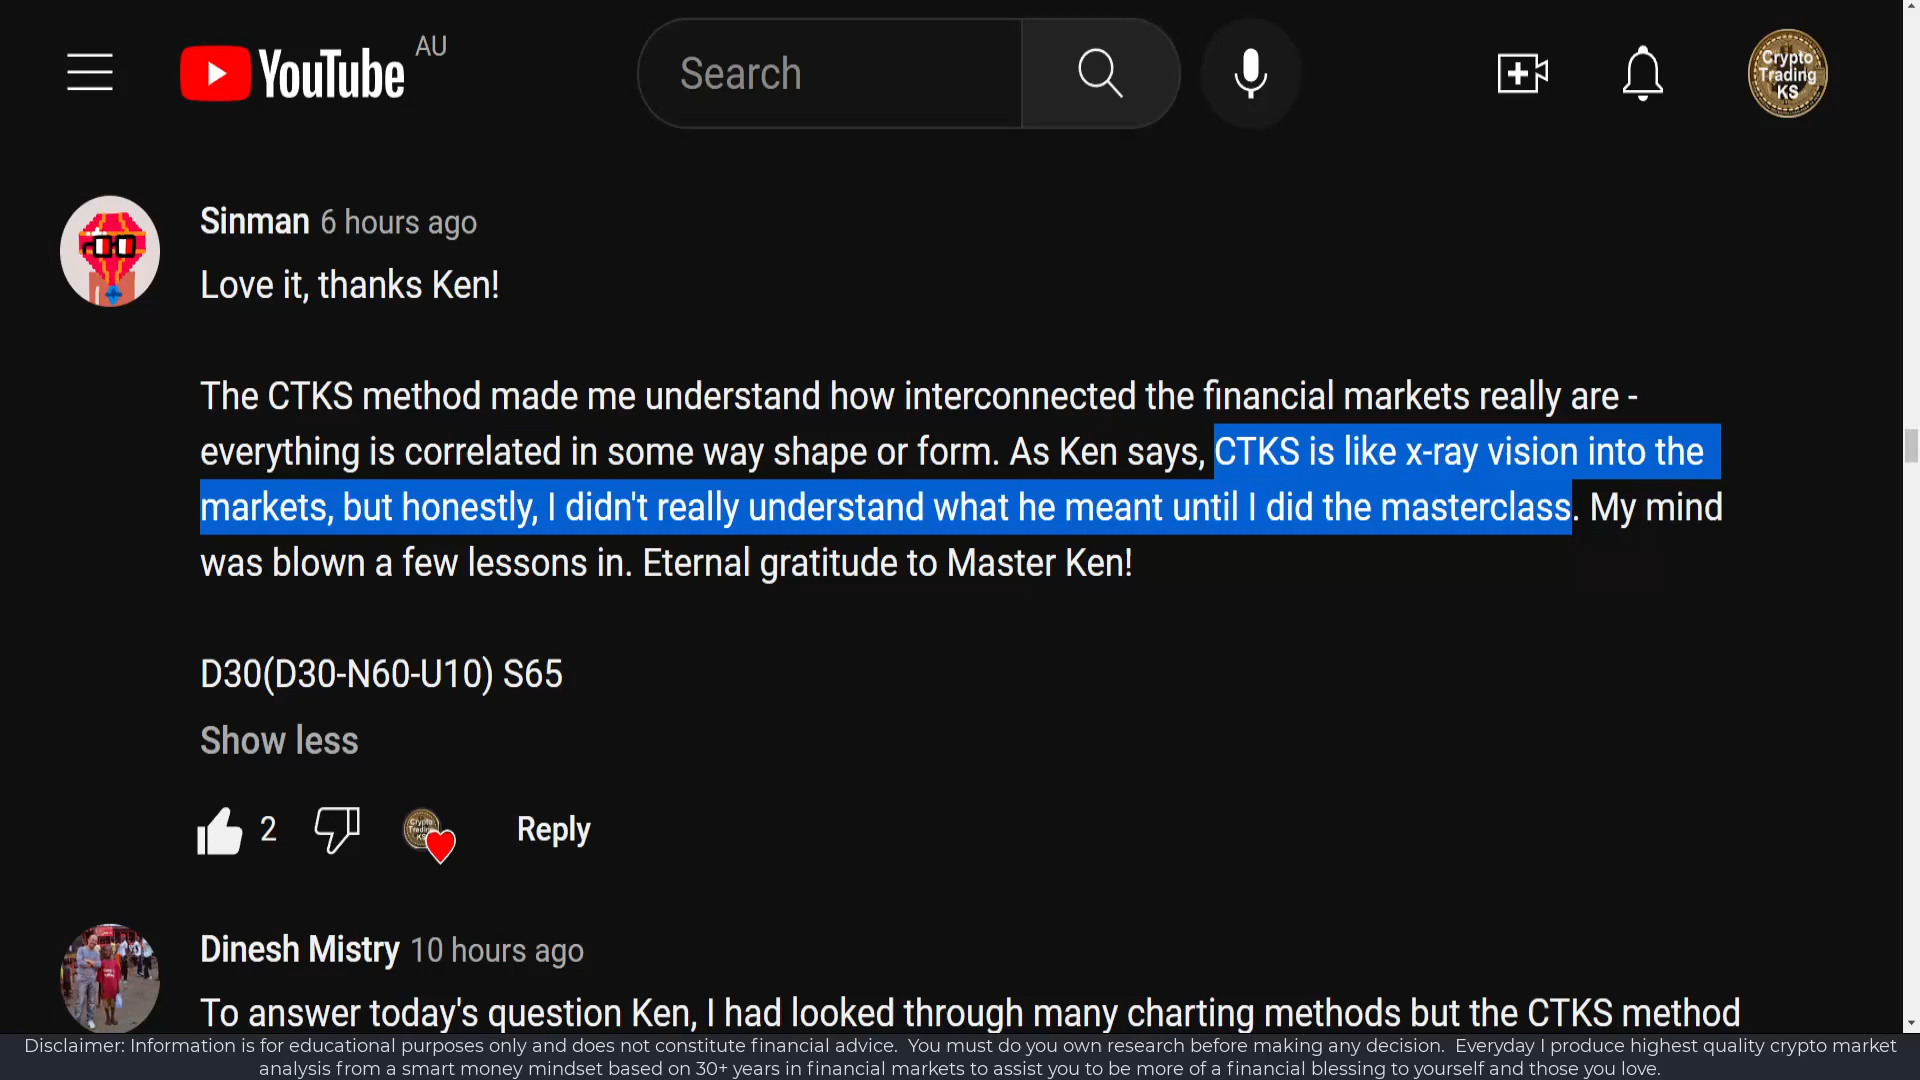 YouTube AU
Search
Crypto
Trading
KS
Sinman 6 hours ago
Love it, thanks Ken!
The CTKS method made me understand how interconnected the financial markets really are -
everything is correlated in some way shape or form. As Ken says, CTKS is like x-ray vision into the
markets, but honestly, I didn't really understand what he meant until I did the masterclass. My mind
was blown a few lessons in. Eternal gratitude to Master Ken!
D30(D30-N60-U10) S65
Show less
2
Crypto
Trading
KS
Reply
Dinesh Mistry 10 hours ago
To answer today's question Ken, I had looked through many charting methods but the CTKS method
Disclaimer: Information is for educational purposes only and does not constitute financial advice. You must do you own research before making any decision. Everyday I produce highest quality crypto market
analysis from a smart money mindset based on 30+ years in financial markets to assist you to be more of a financial blessing to yourself and those you love.